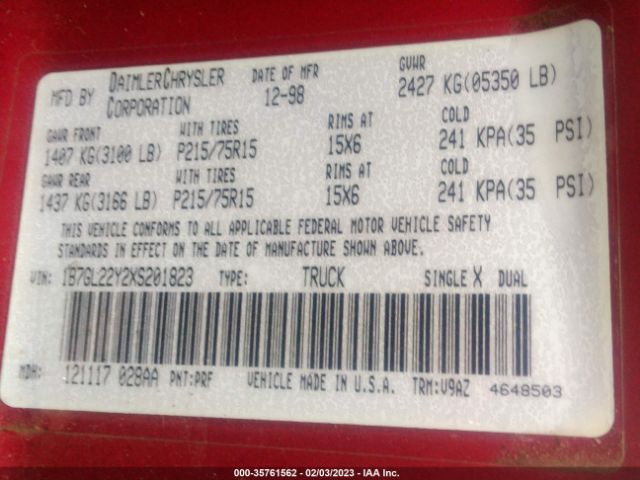 MFD BY DAIMLERCHRYSLER CORPORATION DATE OF MFR 12-98 GVWR 2427 KG(05350 LB)
GAWR FRONT WITH TIRES RIMS AT COLD
1407 KG(3100 LB) P215/75R15 15X6 241 KPA(35 PSI)
GAWR REAR WITH TIRES RIMS AT COLD
1437 KG(3166 LB) P215/75R15 15X6 241 KPA(35 PSI)
THIS VEHICLE CONFORMS TO ALL APPLICABLE FEDERAL MOTOR VEHICLE SAFETY
STANDARDS IN EFFECT ON THE DATE OF MANUFACTURE SHOWN ABOVE.
VIN: 1B7GL22Y2XS201823 TYPE: TRUCK SINGLE X DUAL
MDH: 121117 028AA PNT:PRF VEHICLE MADE IN U.S.A. TRM:V9AZ 4648503
000-35761562 - 02/03/2023 - IAA Inc.